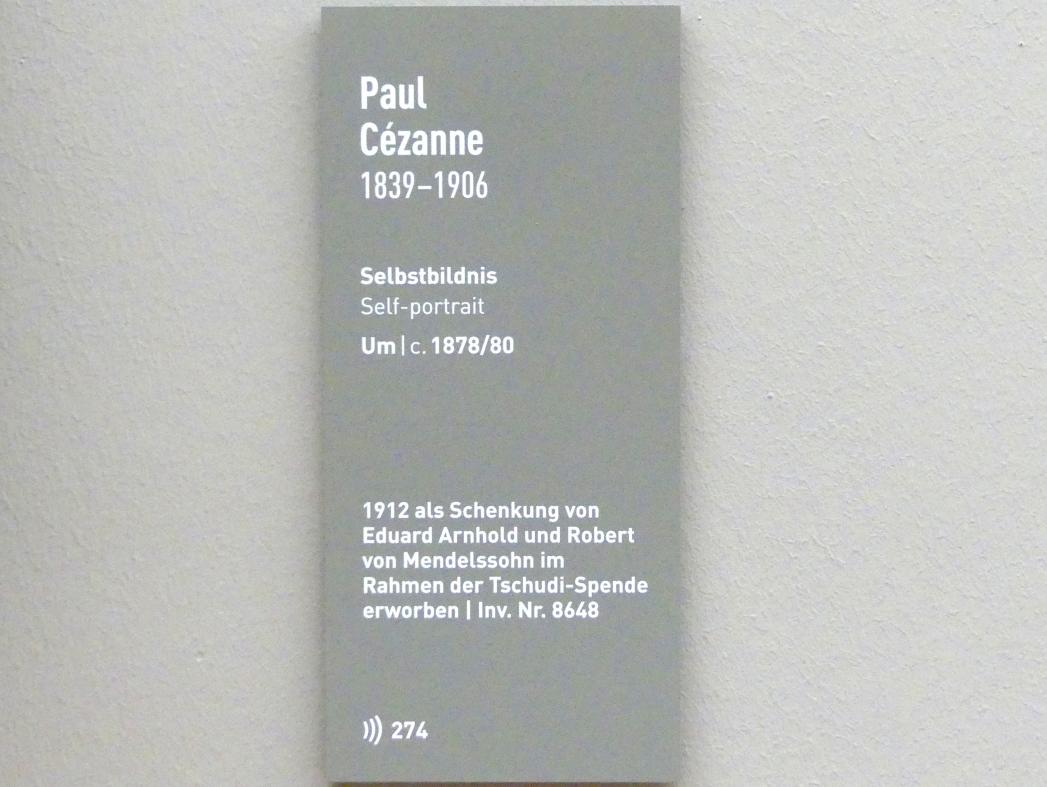 Paul
Cézanne
1839–1906
Selbstbildnis
Self-portrait
Um | c. 1878/80
1912 als Schenkung von
Eduard Arnhold und Robert
von Mendelssohn im
Rahmen der Tschudi-Spende
erworben | Inv. Nr. 8648
274